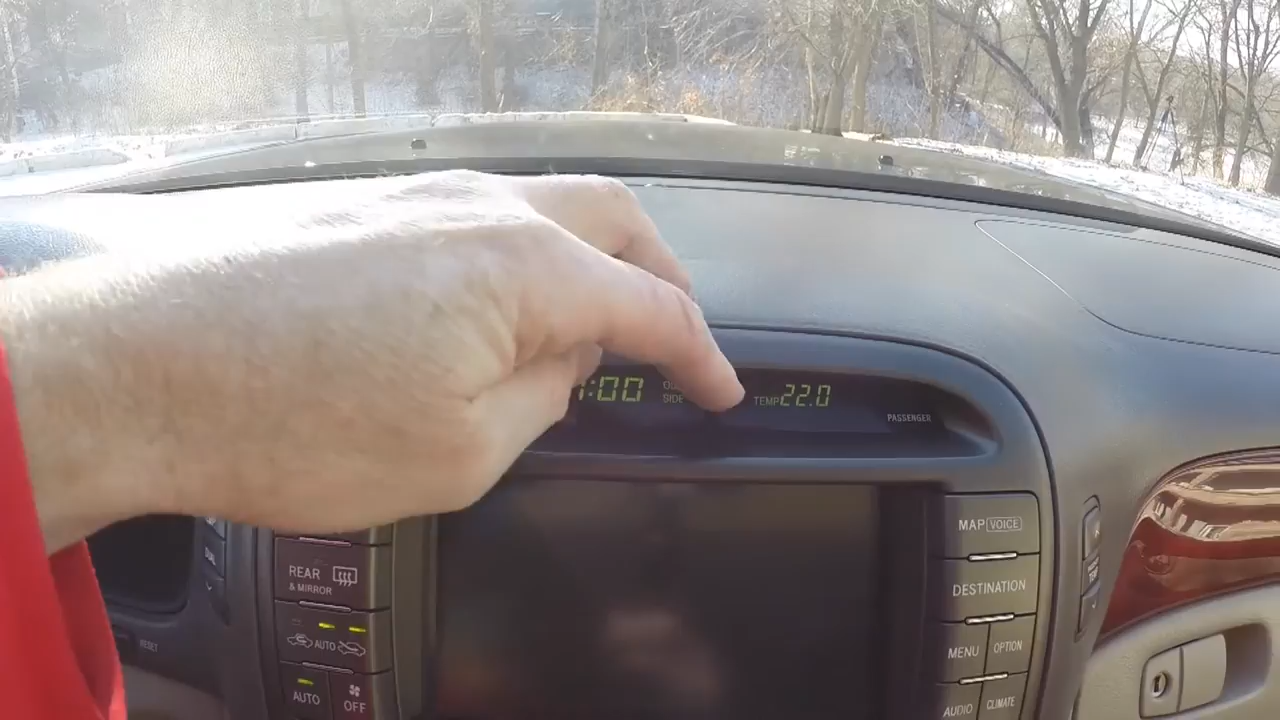 :00
SIDE
TEMP 22.0
PASSENGER
MAP VOICE
DESTINATION
MENU
OPTION
AUDIO
CLIMATE
REAR
& MIRROR
AUTO
AUTO
OFF
DUAL
RESET